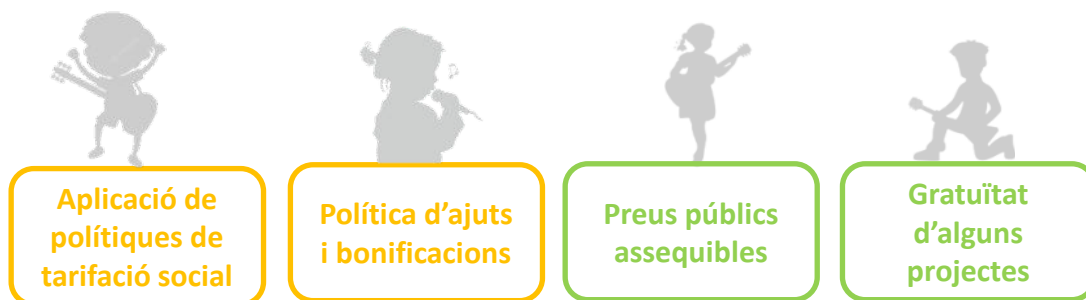 Aplicació de
polítiques de
tarifació social
Política d’ajuts
i bonificacions
Preus públics
assequibles
Gratuïtat
d’alguns
projectes